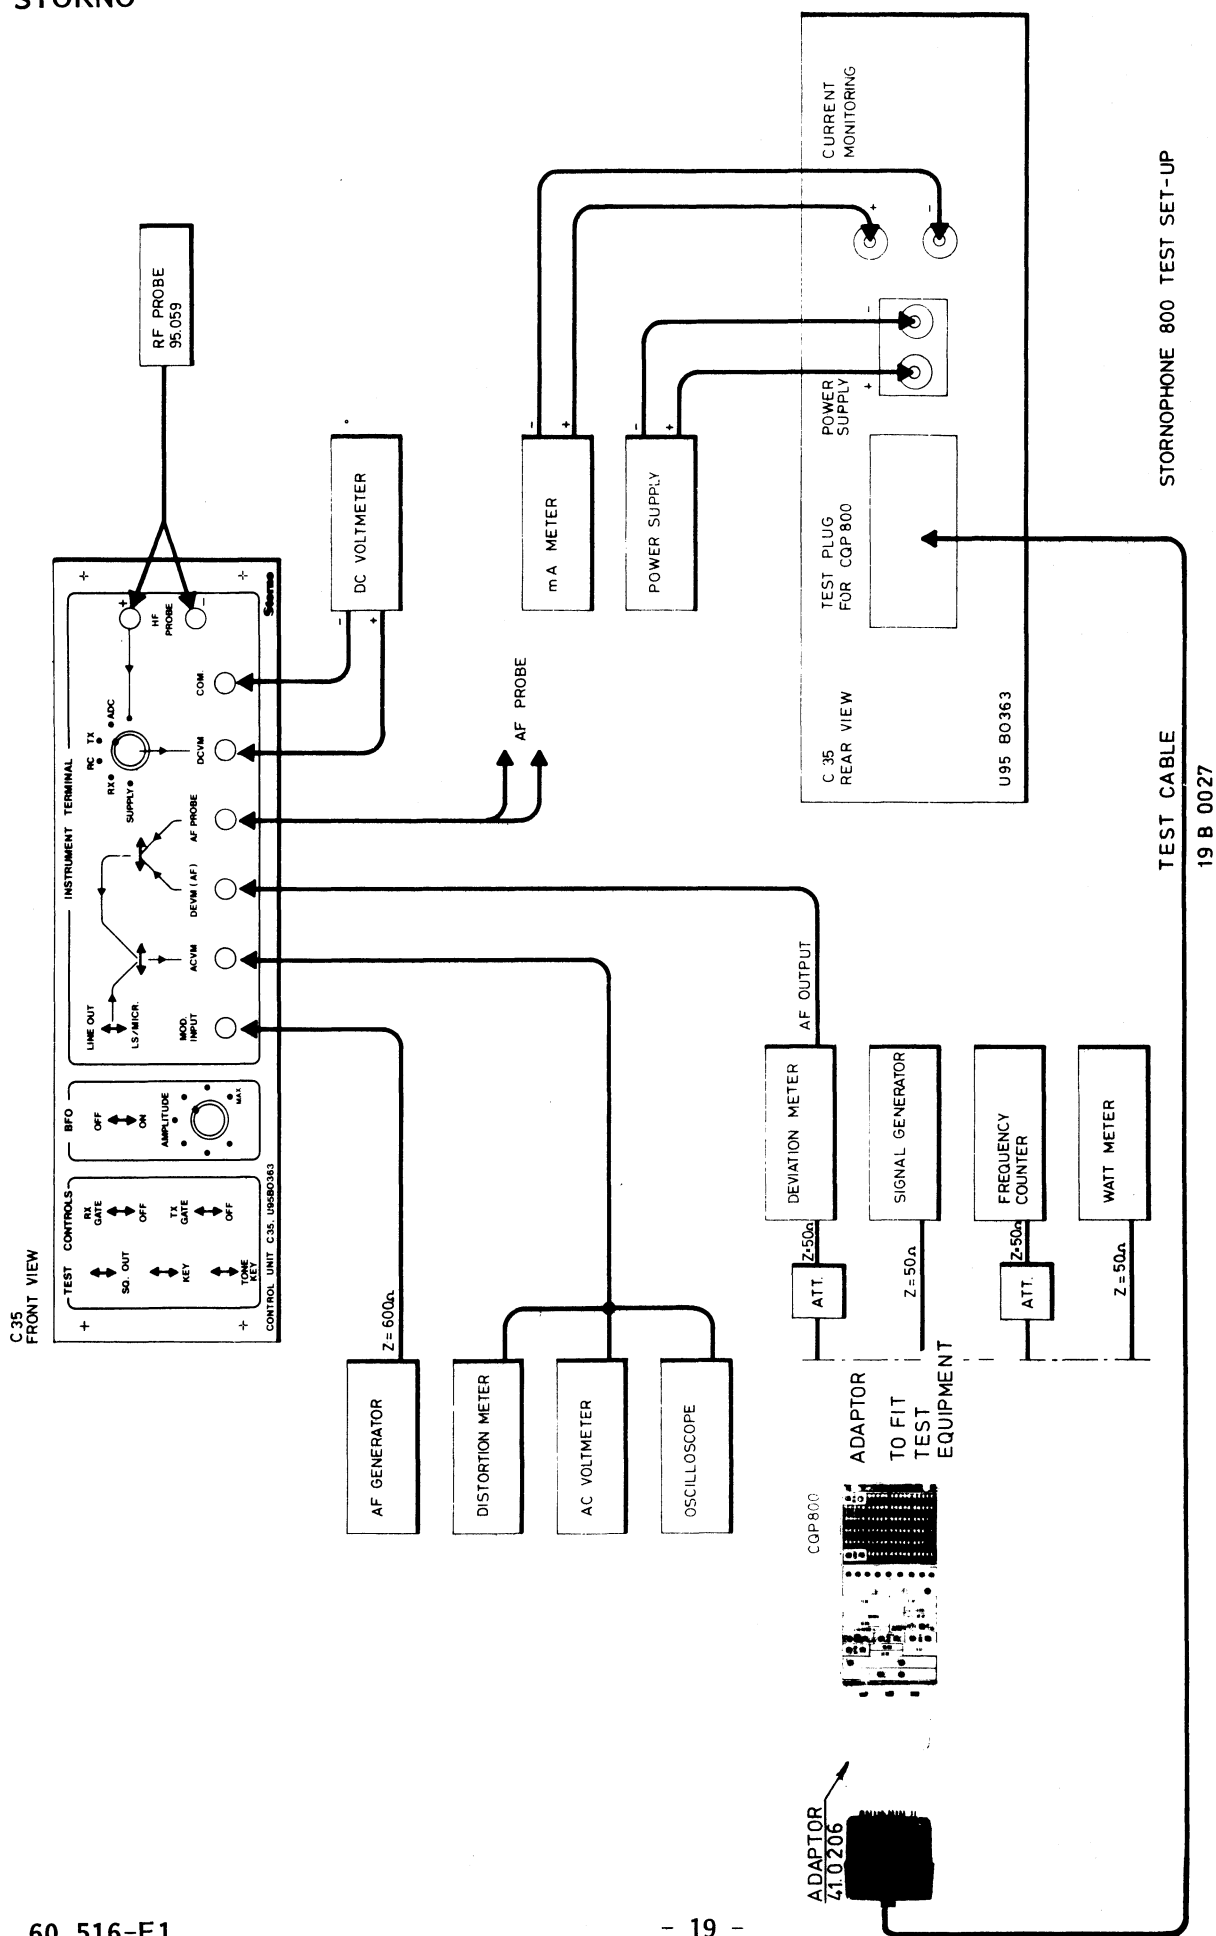 STORNO
C35
FRONT VIEW
TEST CONTROLS
RX
GATE
OFF
SQ. OUT
TX
GATE
OFF
KEY
TONE
KEY
CONTROL UNIT C35. U95B0363
BFO
OFF
ON
AMPLITUDE
MAX
INSTRUMENT TERMINAL
LINE OUT
LS/MICR.
MOD.
INPUT
ACVM
DEVM (AF)
AF PROBE
DCVM
COM.
SUPPLY
RX
RC
TX
ADC
+
HF
PROBE
-
Storno
RF PROBE
95.059
DC VOLTMETER
-
+
AF PROBE
mA METER
-
+
POWER SUPPLY
-
+
Z = 600Ω
AF GENERATOR
DISTORTION METER
AC VOLTMETER
OSCILLOSCOPE
AF OUTPUT
DEVIATION METER
Z=50Ω
ATT.
SIGNAL GENERATOR
Z = 50Ω
FREQUENCY
COUNTER
Z=50Ω
ATT.
WATT METER
Z = 50Ω
ADAPTOR
TO FIT
TEST
EQUIPMENT
CQP800
ADAPTOR
41.0206
C 35
REAR VIEW
U95 B0363
TEST PLUG
FOR CQP800
POWER
SUPPLY
+
-
CURRENT
MONITORING
+
-
TEST CABLE
19 B 0027
STORNOPHONE 800 TEST SET-UP
60.516-E1
- 19 -